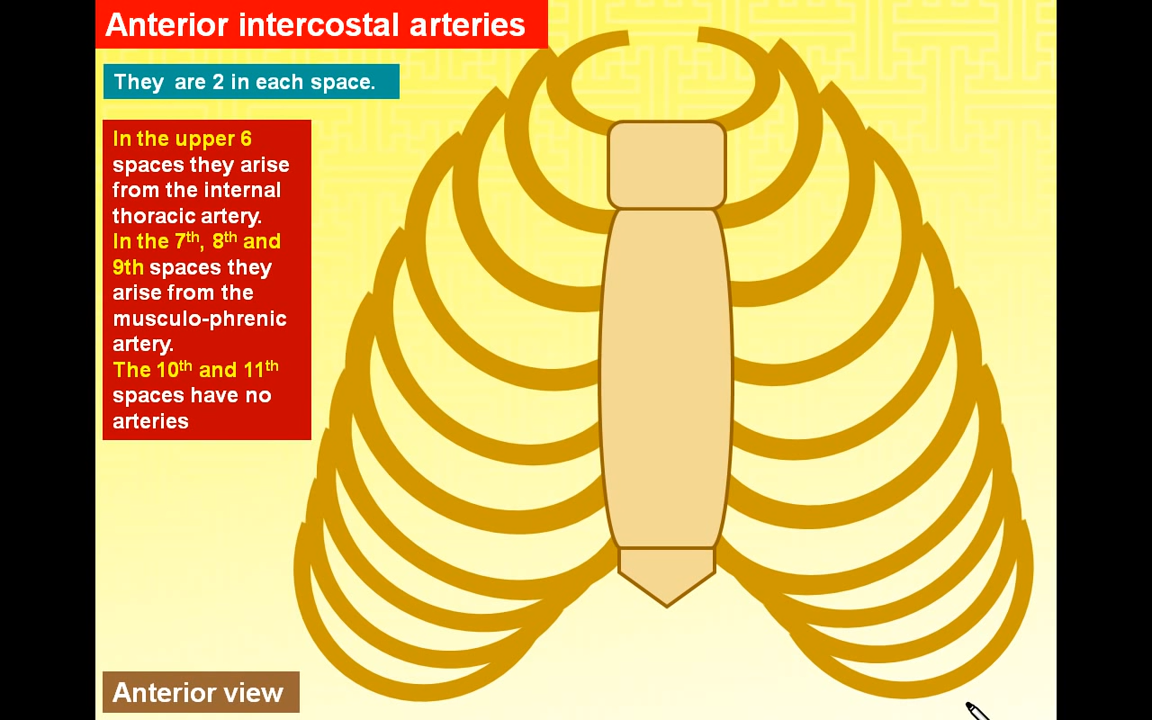 Anterior intercostal arteries
They are 2 in each space.
In the upper 6
spaces they arise
from the internal
thoracic artery.
In the 7th, 8th and
9th spaces they
arise from the
musculo-phrenic
artery.
The 10th and 11th
spaces have no
arteries
Anterior view